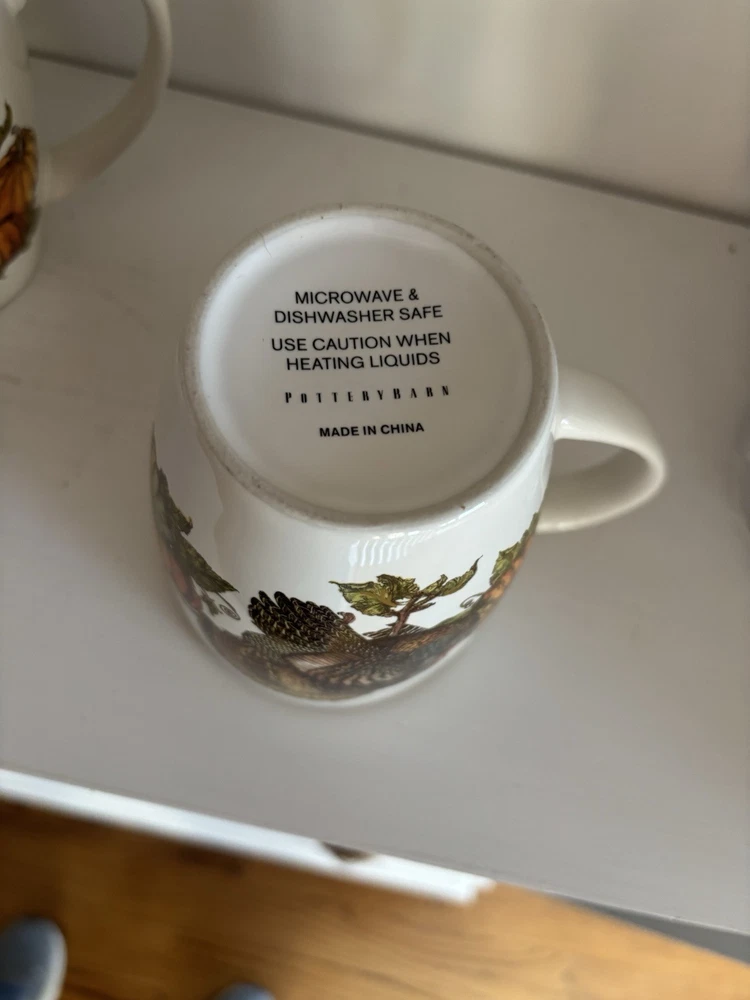 MICROWAVE &
DISHWASHER SAFE
USE CAUTION WHEN
HEATING LIQUIDS
POTTERYBARN
MADE IN CHINA